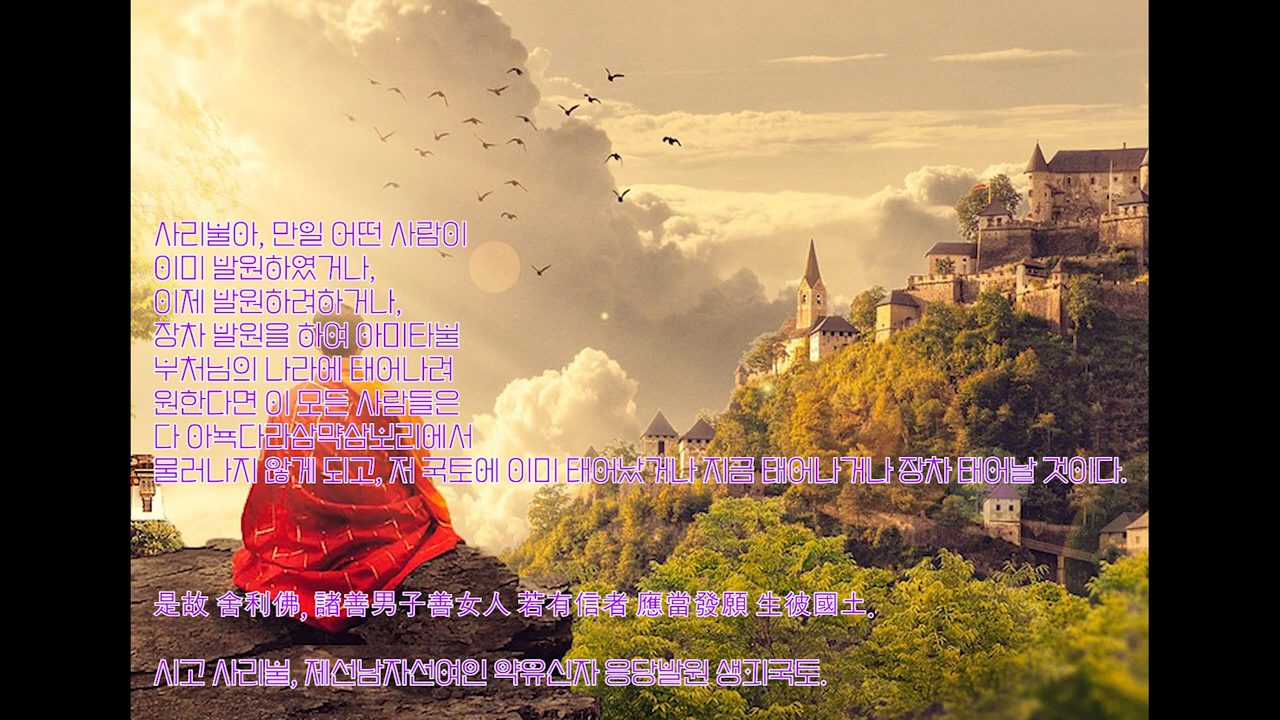 사리불아, 만일 어떤 사람이
이미 발원하였거나,
이제 발원하려하거나,
장차 발원을 하여 아미타불
부처님의 나라에 태어나려
원한다면 이 모든 사람들은
다 아뇩다라삼먁삼보리에서
물러나지 않게 되고, 저 국토에 이미 태어났거나 지금 태어나거나 장차 태어날 것이다.
是故 舍利佛, 諸善男子善女人 若有信者 應當發願 生彼國土.
시고 사리불, 제선남자선여인 약유신자 응당발원 생피국토.